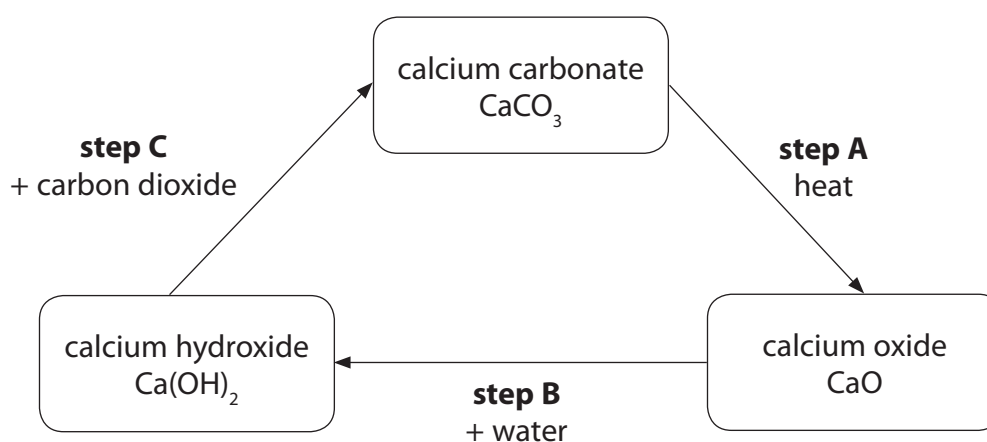 calcium carbonate
CaCO₃
step C
+ carbon dioxide
step A
heat
calcium hydroxide
Ca(OH)₂
calcium oxide
CaO
step B
+ water